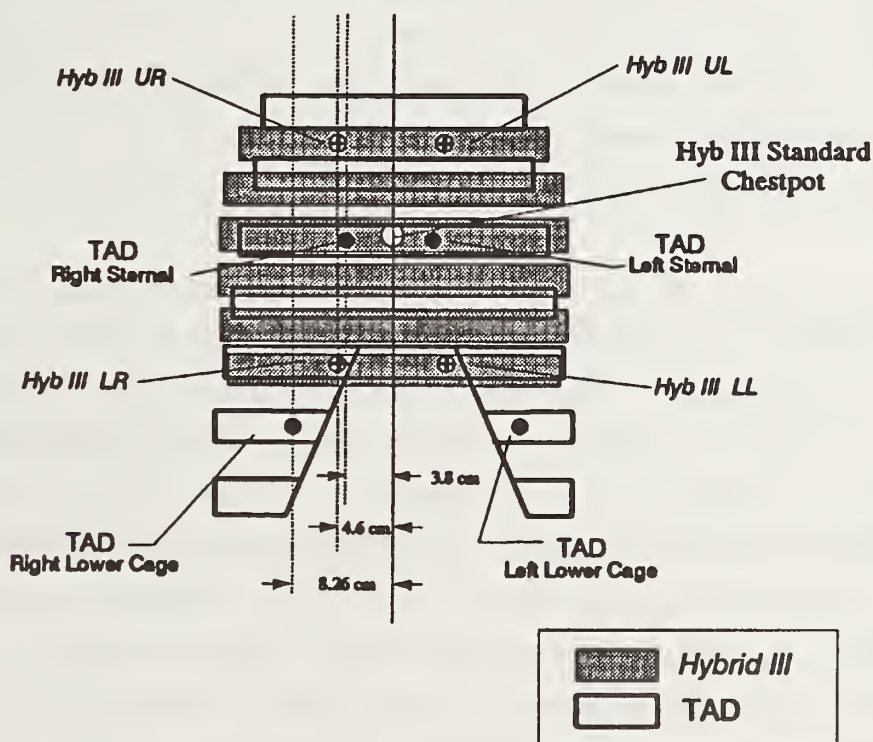 Hyb III UR
Hyb III UL
Hyb III Standard
Chestpot
TAD
Right Sternal
TAD
Left Sternal
Hyb III LR
Hyb III LL
3.8 cm
4.6 cm
TAD
Right Lower Cage
TAD
Left Lower Cage
8.26 cm
Hybrid III
TAD